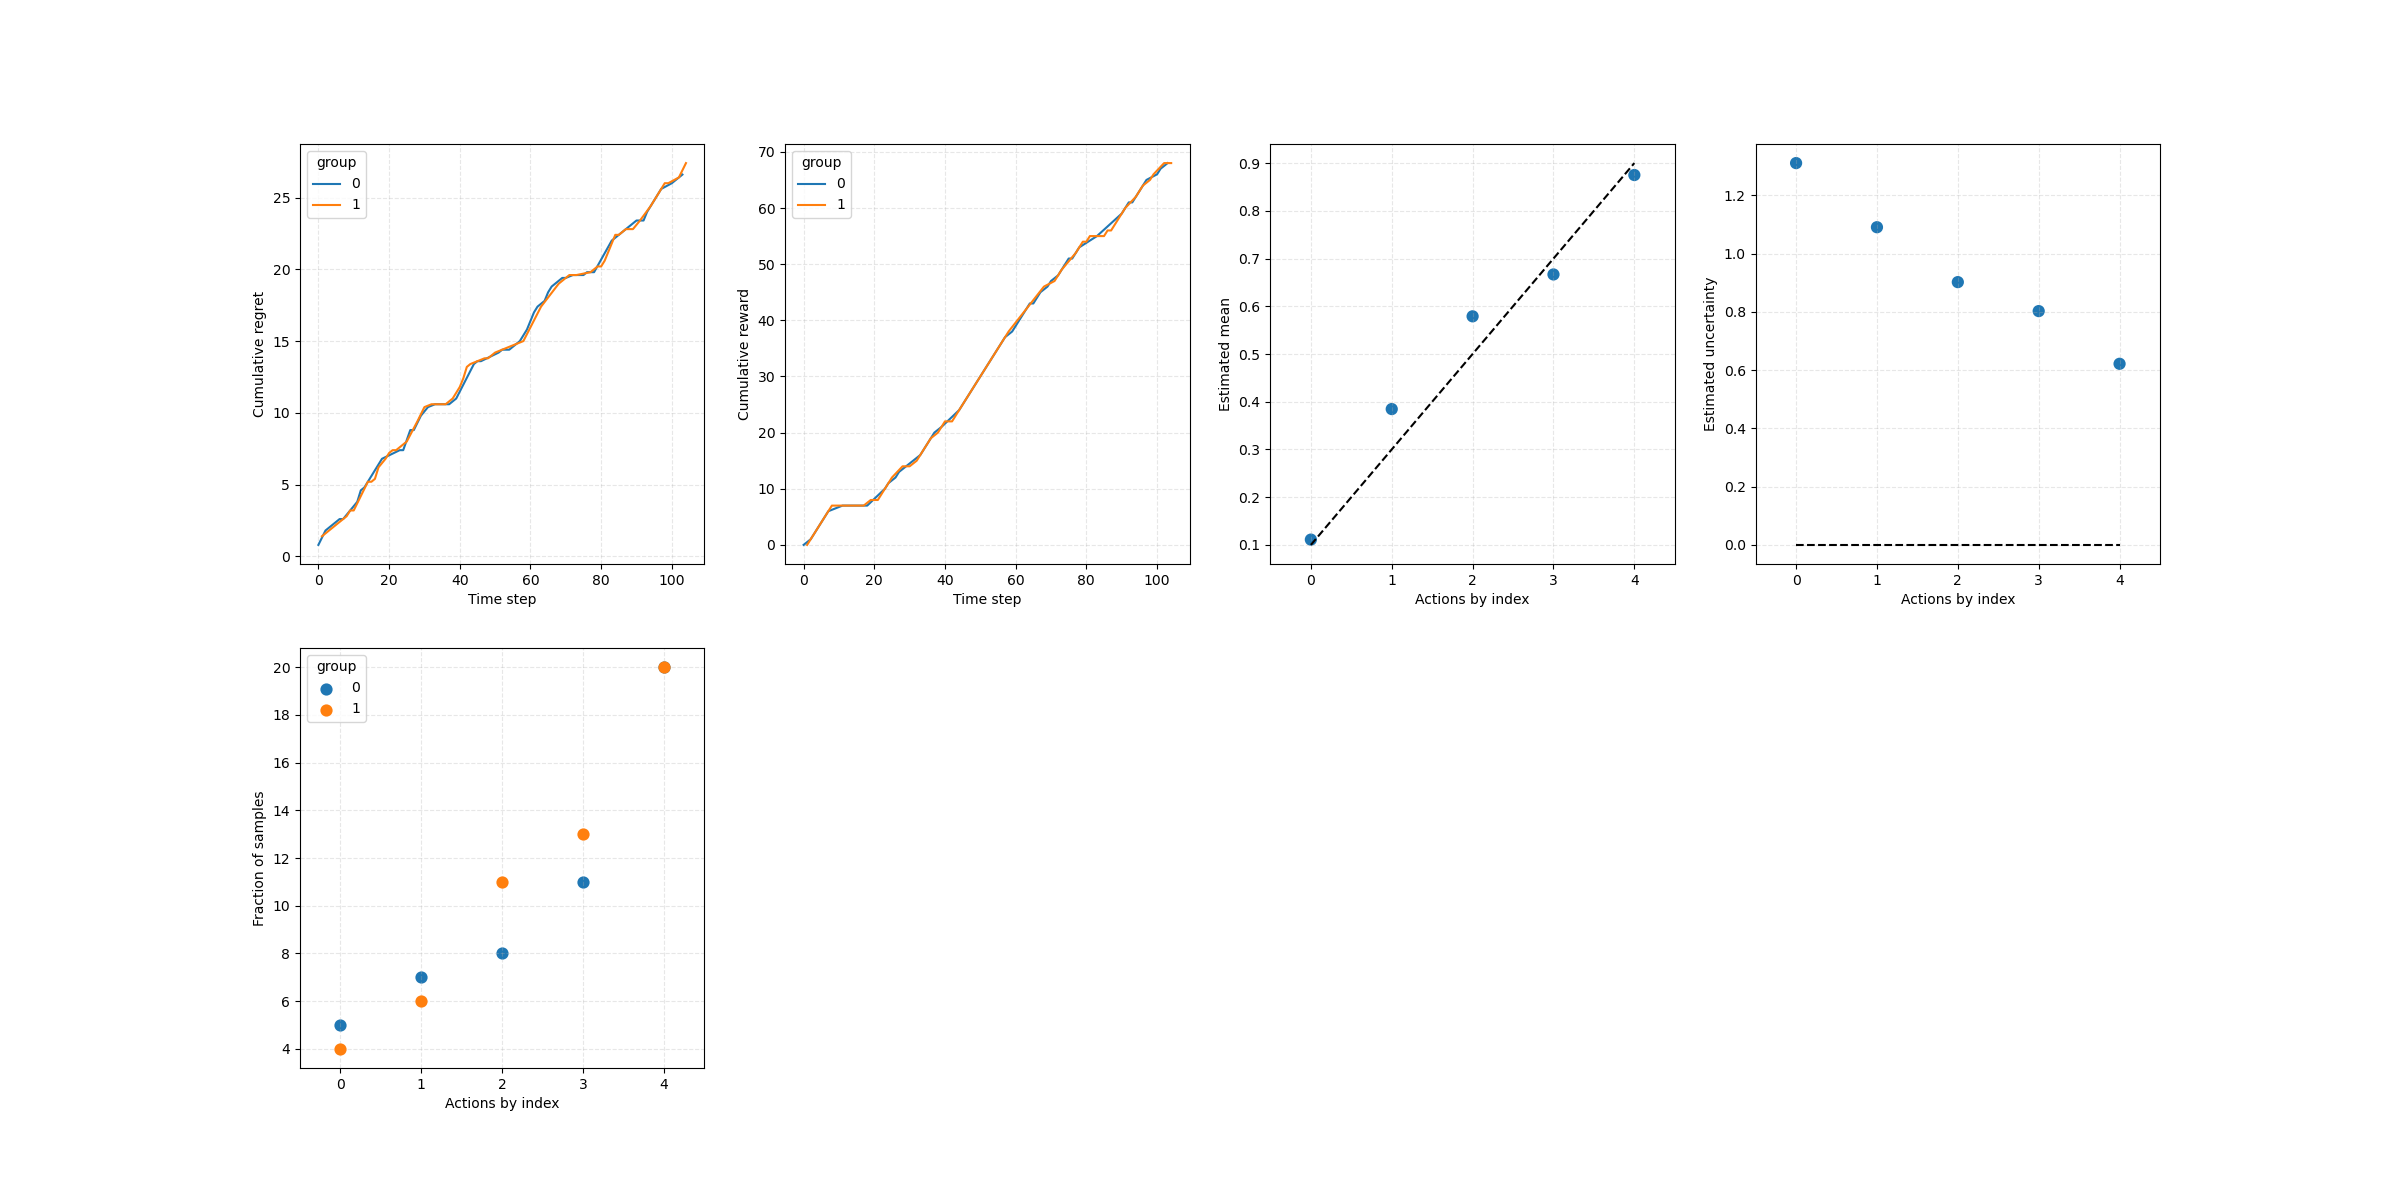 group
0
1
25
20
15
10
5
0
Cumulative regret
0 20 40 60 80 100
Time step
group
0
1
70
60
50
40
30
20
10
0
Cumulative reward
0 20 40 60 80 100
Time step
0.9
0.8
0.7
0.6
0.5
0.4
0.3
0.2
0.1
Estimated mean
0 1 2 3 4
Actions by index
1.2
1.0
0.8
0.6
0.4
0.2
0.0
Estimated uncertainty
0 1 2 3 4
Actions by index
group
0
1
20
18
16
14
12
10
8
6
4
Fraction of samples
0 1 2 3 4
Actions by index